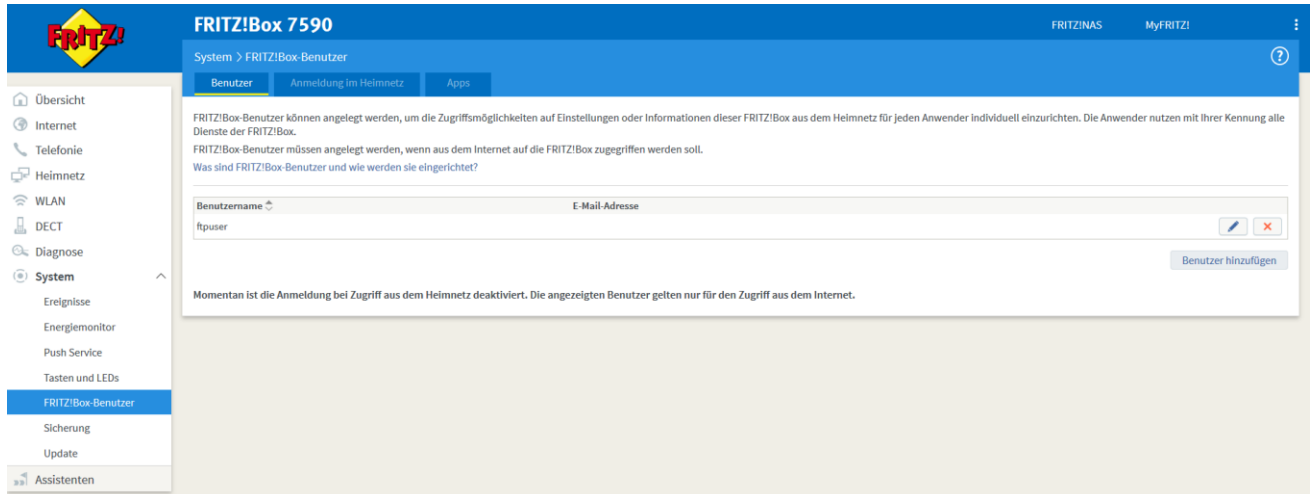 FRITZ!
FRITZ!Box 7590
FRITZ!NAS
MyFRITZ!
System > FRITZ!Box-Benutzer
Benutzer
Anmeldung im Heimnetz
Apps
Übersicht
Internet
Telefonie
Heimnetz
WLAN
DECT
Diagnose
System
Ereignisse
Energiemonitor
Push Service
Tasten und LEDs
FRITZ!Box-Benutzer
Sicherung
Update
Assistenten
FRITZ!Box-Benutzer können angelegt werden, um die Zugriffsmöglichkeiten auf Einstellungen oder Informationen dieser FRITZ!Box aus dem Heimnetz für jeden Anwender individuell einzurichten. Die Anwender nutzen mit Ihrer Kennung alle
Dienste der FRITZ!Box.
FRITZ!Box-Benutzer müssen angelegt werden, wenn aus dem Internet auf die FRITZ!Box zugegriffen werden soll.
Was sind FRITZ!Box-Benutzer und wie werden sie eingerichtet?
Benutzername
E-Mail-Adresse
ftpuser
Benutzer hinzufügen
Momentan ist die Anmeldung bei Zugriff aus dem Heimnetz deaktiviert. Die angezeigten Benutzer gelten nur für den Zugriff aus dem Internet.